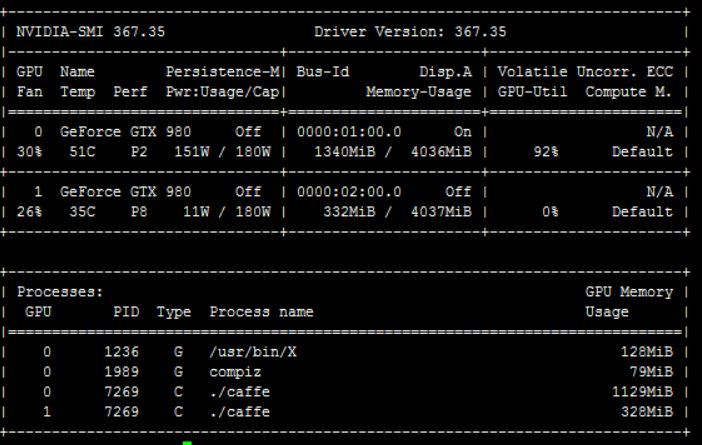 +-----------------------------------------------------------------------------+
| NVIDIA-SMI 367.35                 Driver Version: 367.35                    |
|-------------------------------+----------------------+----------------------+
| GPU  Name        Persistence-M| Bus-Id        Disp.A | Volatile Uncorr. ECC |
| Fan  Temp  Perf  Pwr:Usage/Cap|         Memory-Usage | GPU-Util  Compute M. |
|===============================+======================+======================|
|   0  GeForce GTX 980     Off  | 0000:01:00.0      On |                  N/A |
| 30%   51C    P2   151W / 180W |   1340MiB /  4036MiB |     92%      Default |
+-------------------------------+----------------------+----------------------+
|   1  GeForce GTX 980     Off  | 0000:02:00.0     Off |                  N/A |
| 26%   35C    P8    11W / 180W |    332MiB /  4037MiB |      0%      Default |
+-------------------------------+----------------------+----------------------+
+-----------------------------------------------------------------------------+
| Processes:                                                       GPU Memory |
|  GPU       PID  Type  Process name                               Usage      |
|=============================================================================|
|    0      1236    G   /usr/bin/X                                     128MiB |
|    0      1989    G   compiz                                          79MiB |
|    0      7269    C   ./caffe                                       1129MiB |
|    1      7269    C   ./caffe                                        328MiB |
+-----------------------------------------------------------------------------+